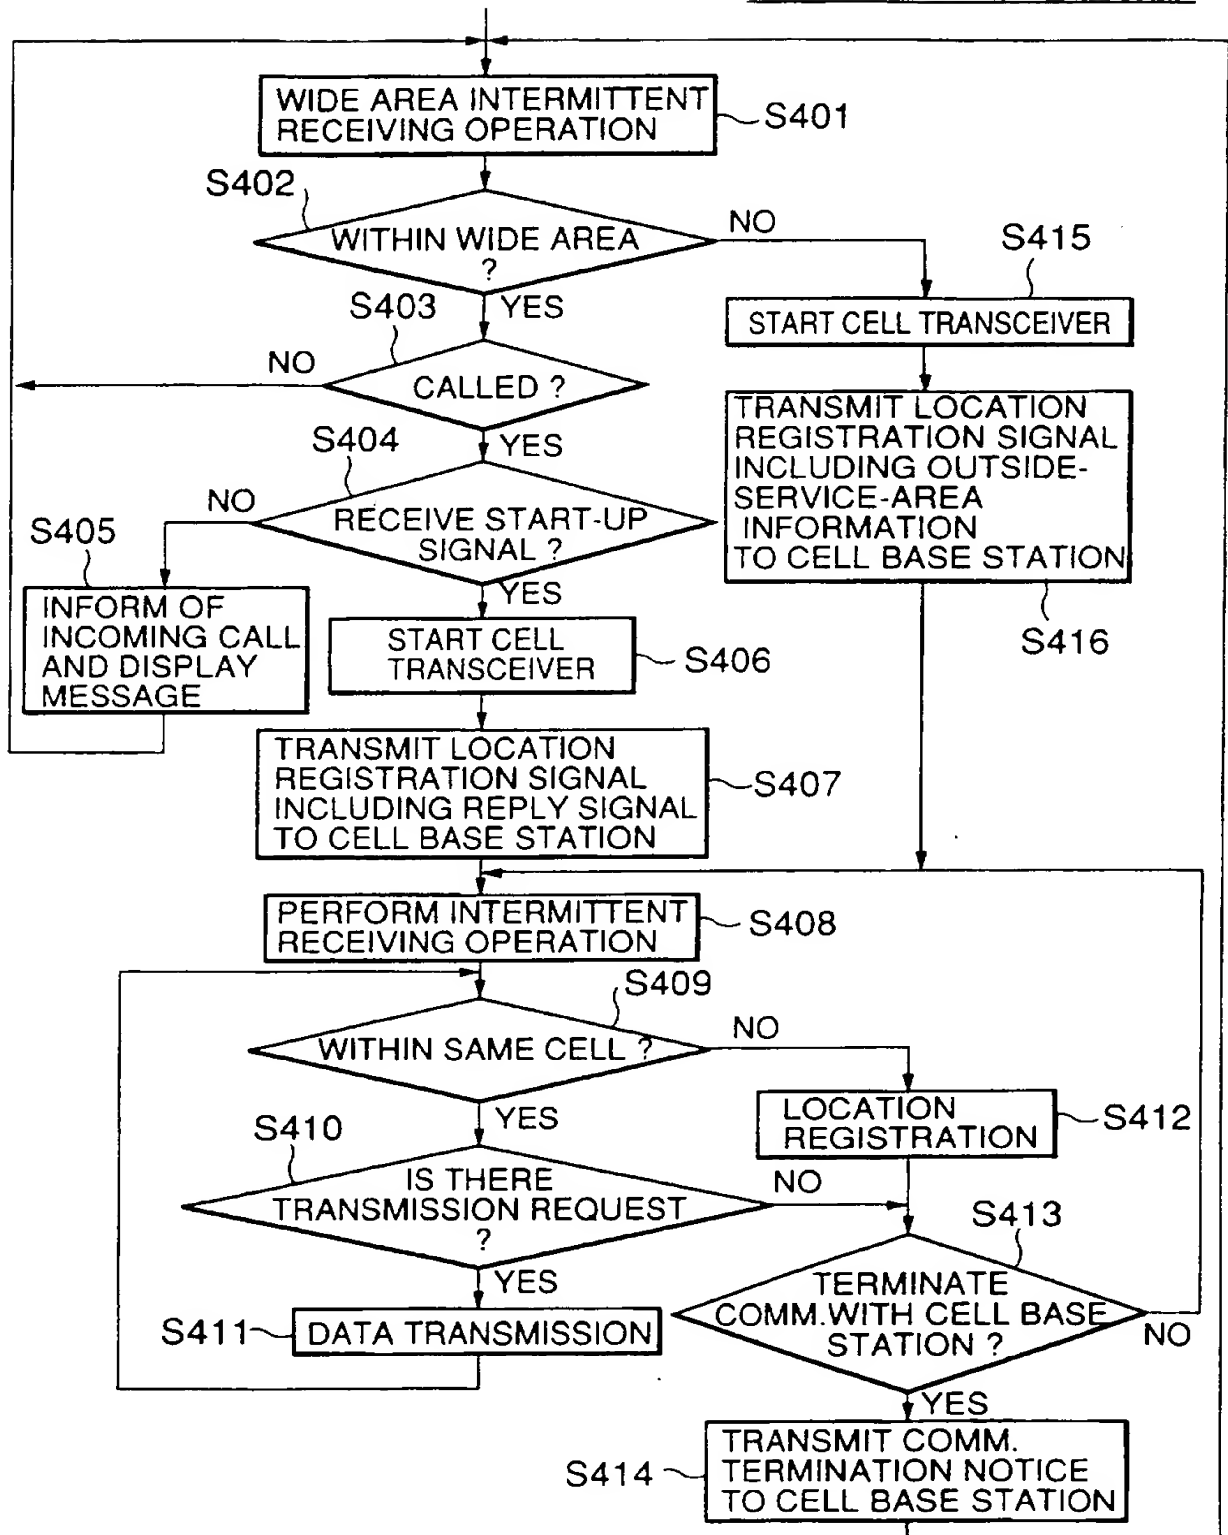 WIDE AREA INTERMITTENT
RECEIVING OPERATION
S401
S402
WITHIN WIDE AREA
?
NO
YES
S415
START CELL TRANSCEIVER
S403
NO
CALLED ?
YES
TRANSMIT LOCATION
REGISTRATION SIGNAL
INCLUDING OUTSIDE-
SERVICE-AREA
INFORMATION
TO CELL BASE STATION
S416
S404
NO
RECEIVE START-UP
SIGNAL ?
YES
S405
INFORM OF
INCOMING CALL
AND DISPLAY
MESSAGE
START CELL
TRANSCEIVER
S406
TRANSMIT LOCATION
REGISTRATION SIGNAL
INCLUDING REPLY SIGNAL
TO CELL BASE STATION
S407
PERFORM INTERMITTENT
RECEIVING OPERATION
S408
S409
WITHIN SAME CELL ?
NO
YES
LOCATION
REGISTRATION
S412
S410
IS THERE
TRANSMISSION REQUEST
?
NO
YES
S411
DATA TRANSMISSION
S413
TERMINATE
COMM.WITH CELL BASE
STATION ?
NO
YES
S414
TRANSMIT COMM.
TERMINATION NOTICE
TO CELL BASE STATION